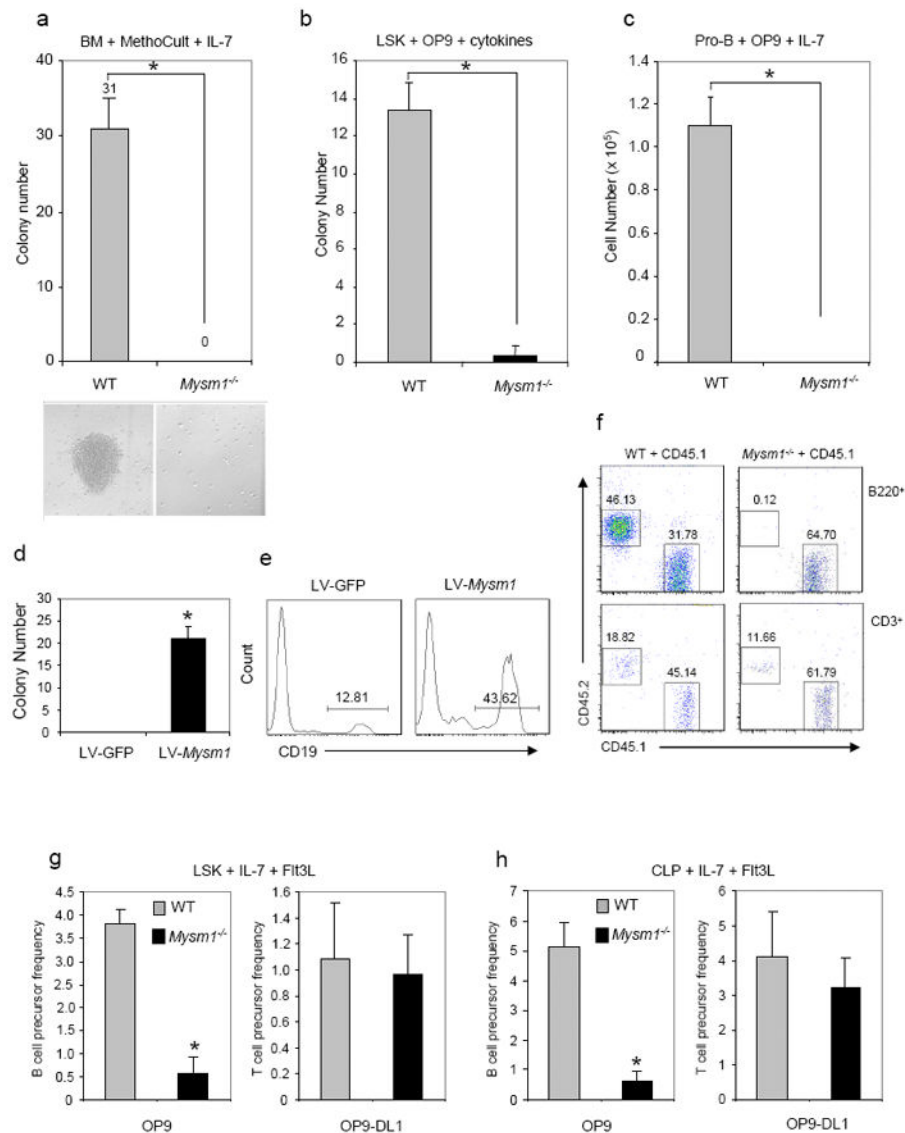 a
BM + MethoCult + IL-7
*
31
40
30
20
10
0
Colony number
0
WT
Mysm1-/-
b
LSK + OP9 + cytokines
*
16
14
12
10
8
6
4
2
0
Colony Number
WT
Mysm1-/-
c
Pro-B + OP9 + IL-7
*
1.4
1.2
1.0
0.8
0.6
0.4
0.2
0
Cell Number (x 10⁵)
WT
Mysm1-/-
d
30
25
20
15
10
5
0
Colony Number
*
LV-GFP
LV-Mysm1
e
LV-GFP
LV-Mysm1
Count
12.81
43.62
CD19
f
WT + CD45.1
Mysm1-/- + CD45.1
46.13
31.78
0.12
64.70
B220⁺
18.82
45.14
11.66
61.79
CD3⁺
CD45.2
CD45.1
g
LSK + IL-7 + Flt3L
4.5
4.0
3.5
3.0
2.5
2.0
1.5
1.0
0.5
0
B cell precursor frequency
WT
Mysm1-/-
*
OP9
1.6
1.4
1.2
1.0
0.8
0.6
0.4
0.2
0
T cell precursor frequency
OP9-DL1
h
CLP + IL-7 + Flt3L
7
6
5
4
3
2
1
0
B cell precursor frequency
WT
Mysm1-/-
*
OP9
6
5
4
3
2
1
0
T cell precursor frequency
OP9-DL1